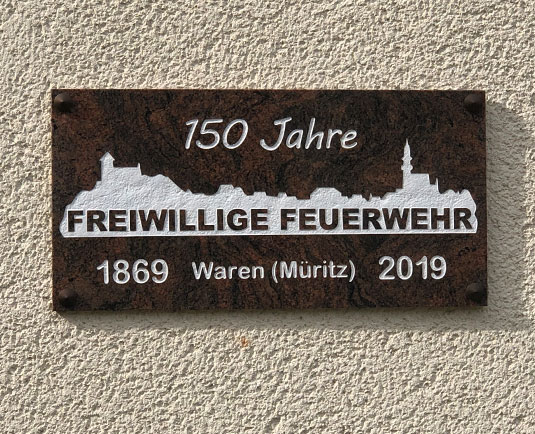 150 Jahre
FREIWILLIGE FEUERWEHR
1869 Waren (Müritz) 2019